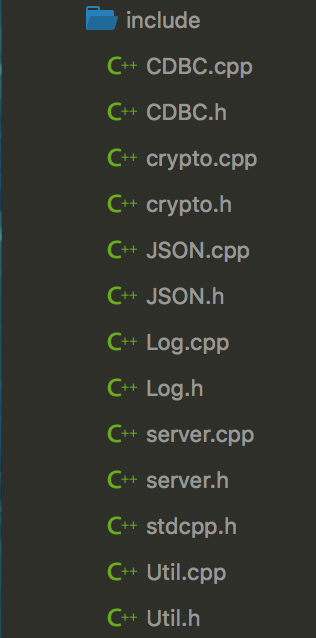 include
C++ CDBC.cpp
C++ CDBC.h
C++ crypto.cpp
C++ crypto.h
C++ JSON.cpp
C++ JSON.h
C++ Log.cpp
C++ Log.h
C++ server.cpp
C++ server.h
C++ stdcpp.h
C++ Util.cpp
C++ Util.h